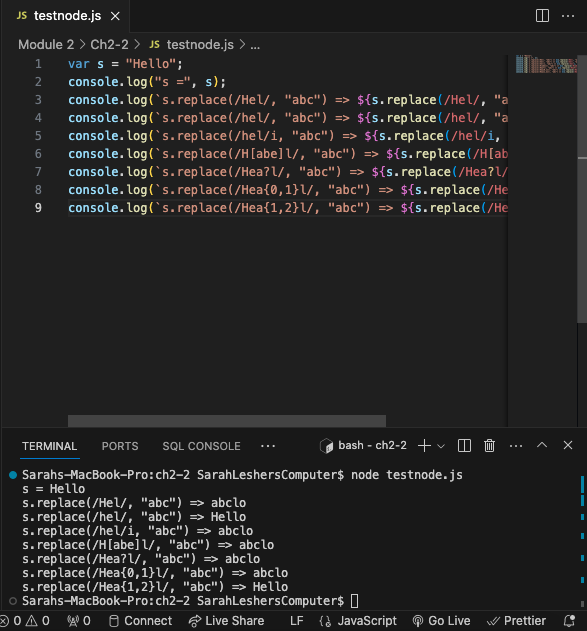 JS testnode.js ×
Module 2 > Ch2-2 > JS testnode.js > ...
1 var s = "Hello";
2 console.log("s =", s);
3 console.log(`s.replace(/Hel/, "abc") => ${s.replace(/Hel/, "a
4 console.log(`s.replace(/hel/, "abc") => ${s.replace(/hel/, "a
5 console.log(`s.replace(/hel/i, "abc") => ${s.replace(/hel/i,
6 console.log(`s.replace(/H[abe]l/, "abc") => ${s.replace(/H[ab
7 console.log(`s.replace(/Hea?l/, "abc") => ${s.replace(/Hea?l/
8 console.log(`s.replace(/Hea{0,1}l/, "abc") => ${s.replace(/He
9 console.log(`s.replace(/Hea{1,2}l/, "abc") => ${s.replace(/He
TERMINAL PORTS SQL CONSOLE ··· bash - ch2-2
Sarahs-MacBook-Pro:ch2-2 SarahLeshersComputer$ node testnode.js
s = Hello
s.replace(/Hel/, "abc") => abclo
s.replace(/hel/, "abc") => Hello
s.replace(/hel/i, "abc") => abclo
s.replace(/H[abe]l/, "abc") => abclo
s.replace(/Hea?l/, "abc") => abclo
s.replace(/Hea{0,1}l/, "abc") => abclo
s.replace(/Hea{1,2}l/, "abc") => Hello
Sarahs-MacBook-Pro:ch2-2 SarahLeshersComputer$
0 0 0 Connect Live Share LF {} JavaScript Go Live Prettier